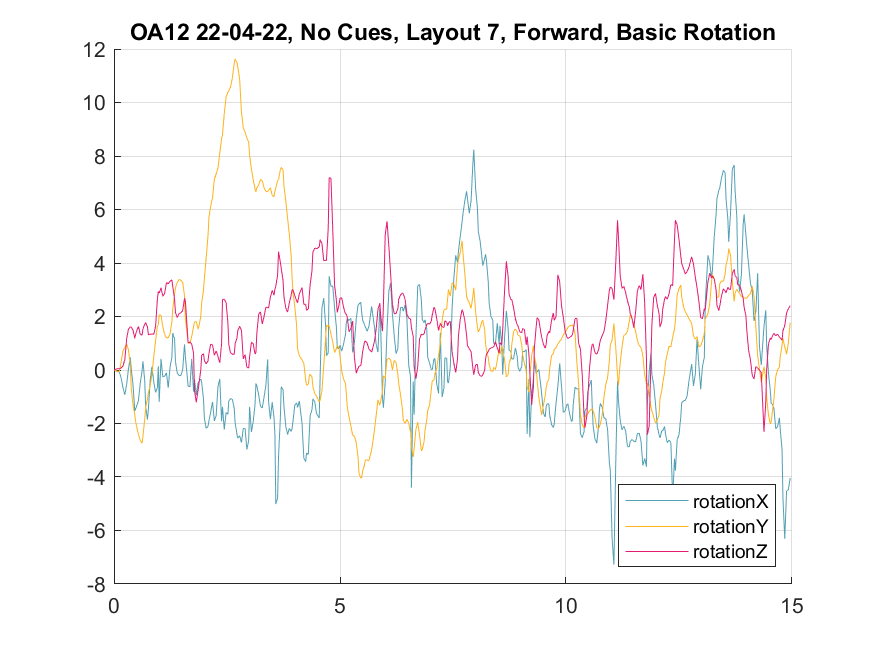 OA12 22-04-22, No Cues, Layout 7, Forward, Basic Rotation
12
10
8
6
4
2
0
-2
-4
-6
-8
0 5 10 15
rotationX
rotationY
rotationZ